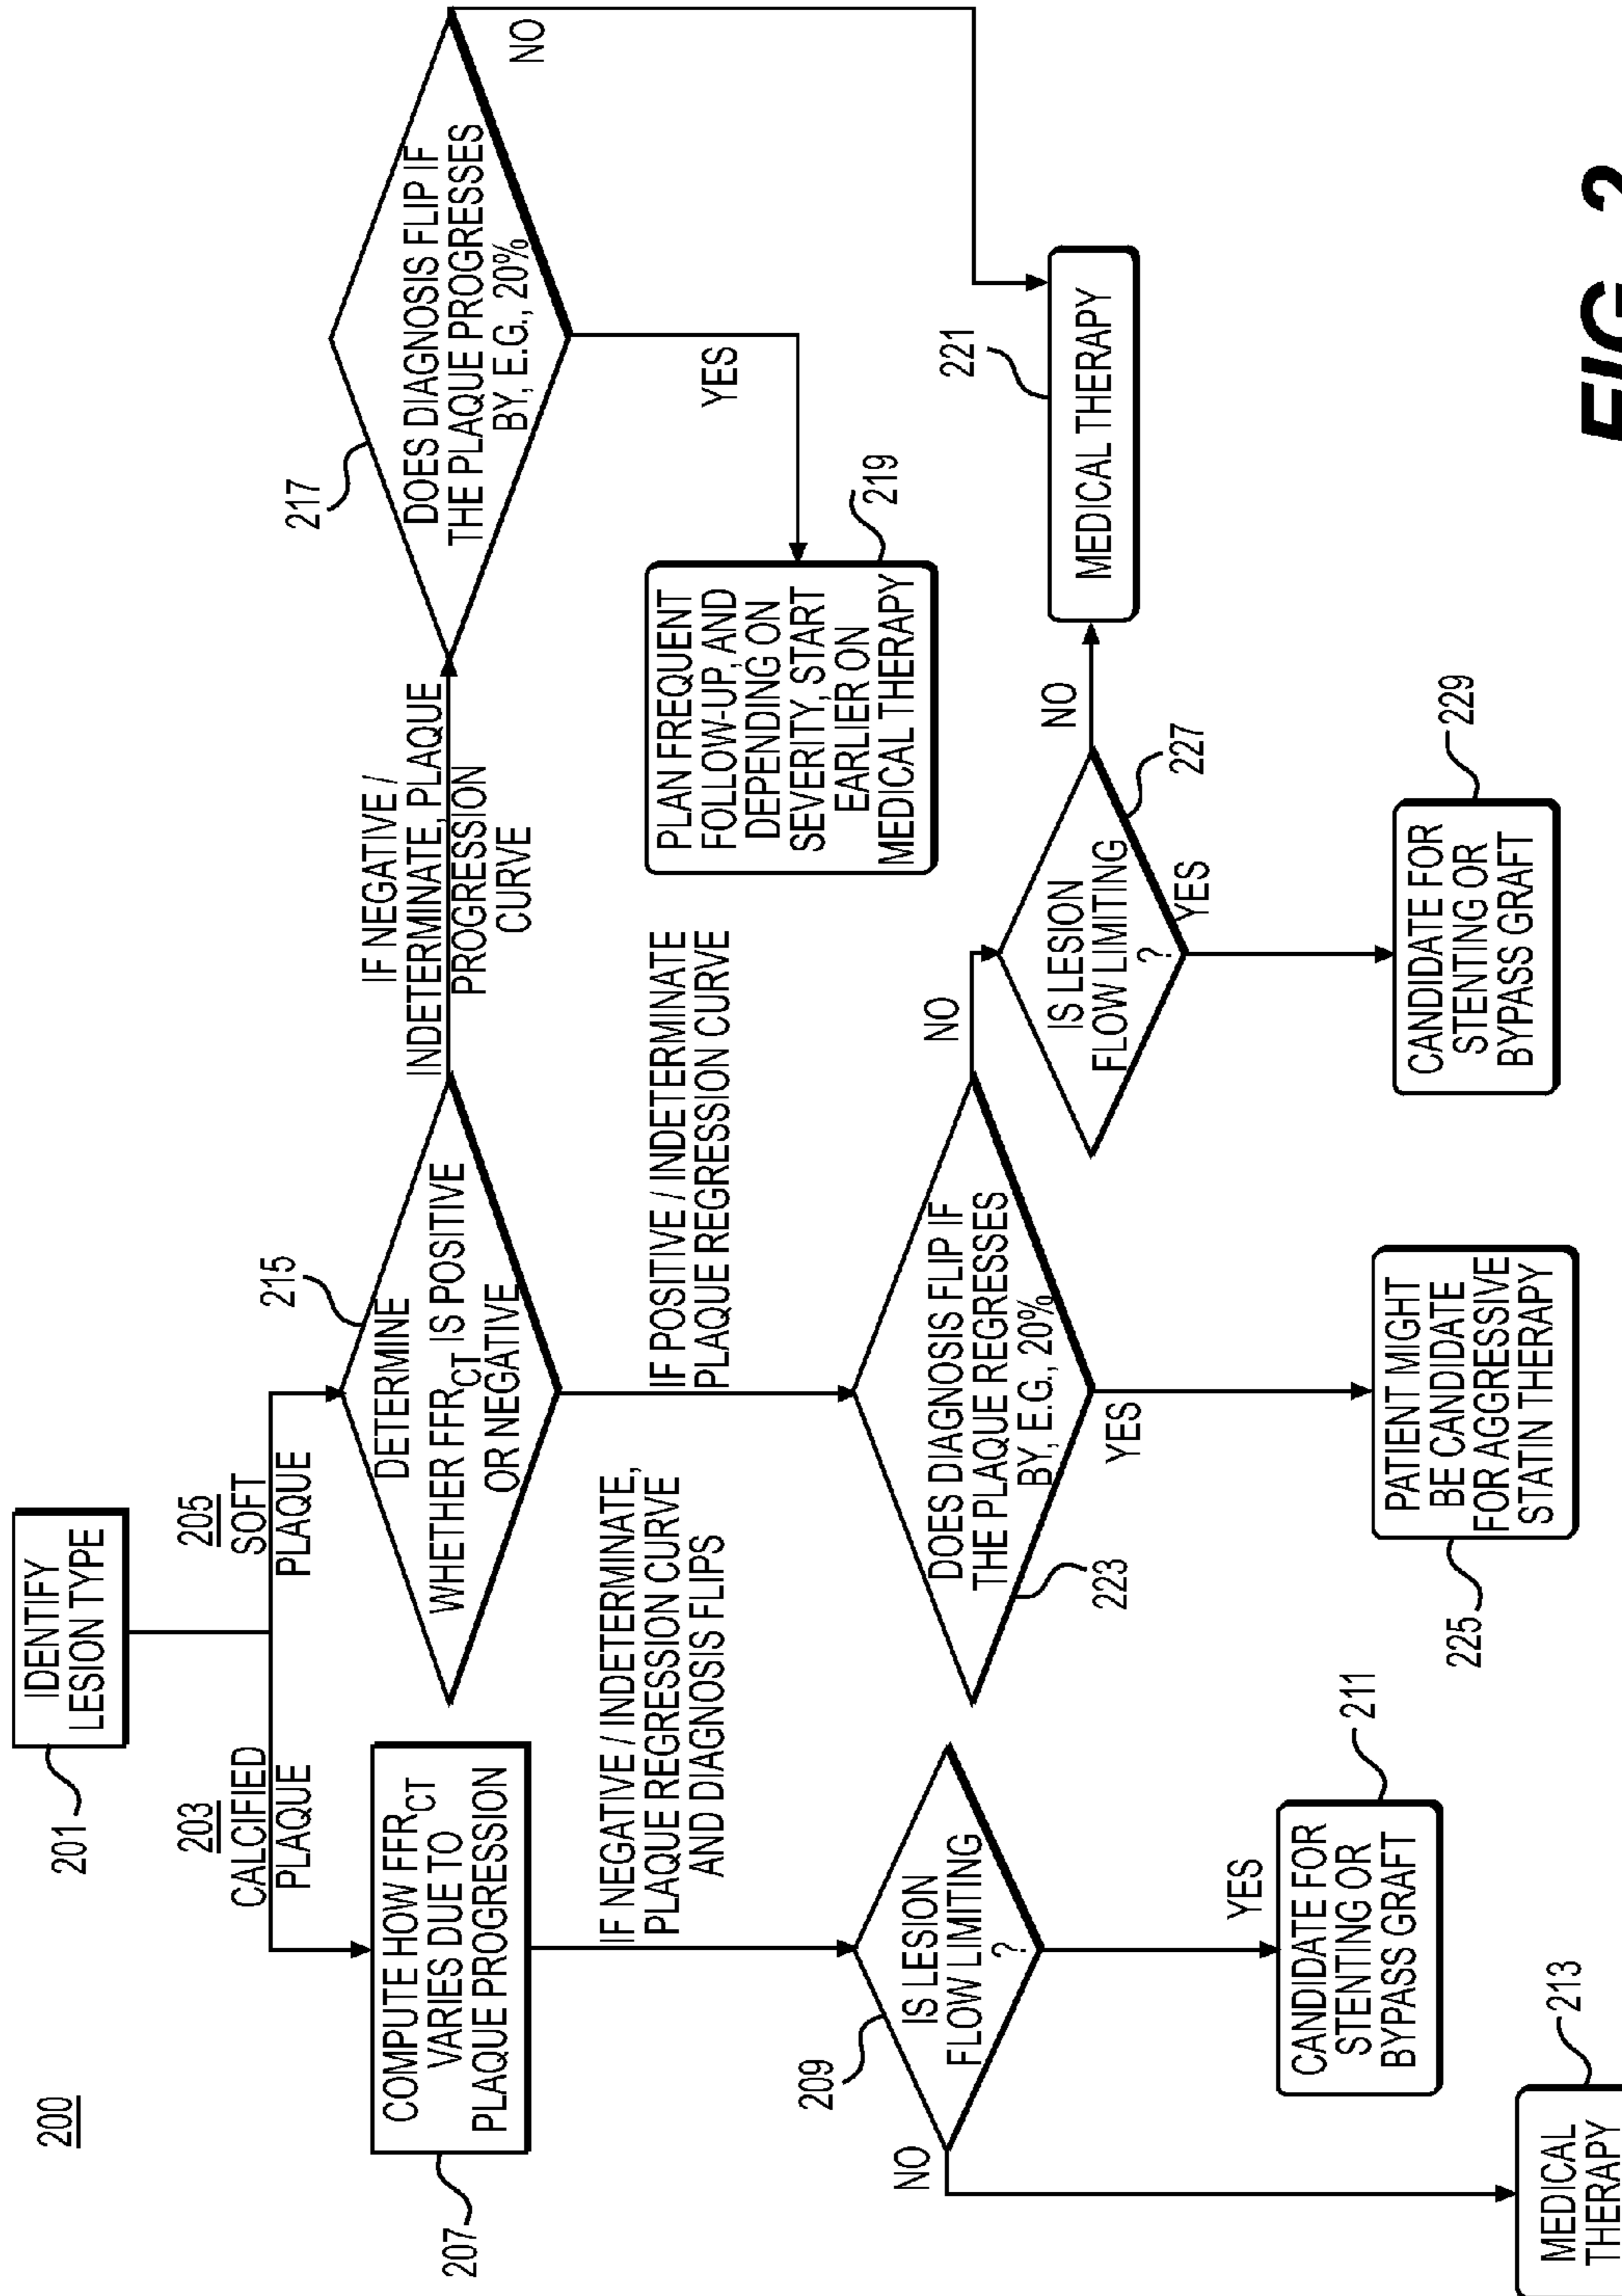 200
201
IDENTIFY
LESION TYPE
203
CALCIFIED
PLAQUE
205
SOFT
PLAQUE
207
COMPUTE HOW FFRCT
VARIES DUE TO
PLAQUE PROGRESSION
215
DETERMINE
WHETHER FFRCT IS POSITIVE
OR NEGATIVE
IF NEGATIVE /
INDETERMINATE, PLAQUE
PROGRESSION
CURVE
217
DOES DIAGNOSIS FLIP IF
THE PLAQUE PROGRESSES
BY, E.G., 20%
NO
YES
IF NEGATIVE / INDETERMINATE,
PLAQUE REGRESSION CURVE
AND DIAGNOSIS FLIPS
IF POSITIVE / INDETERMINATE
PLAQUE REGRESSION CURVE
PLAN FREQUENT
FOLLOW-UP, AND
DEPENDING ON
SEVERITY, START
EARLIER ON
MEDICAL THERAPY
219
209
IS LESION
FLOW LIMITING
?
NO
YES
223
DOES DIAGNOSIS FLIP IF
THE PLAQUE REGRESSES
BY, E.G., 20%
NO
YES
IS LESION
FLOW LIMITING
?
227
NO
YES
221
MEDICAL THERAPY
CANDIDATE FOR
STENTING OR
BYPASS GRAFT
211
225
PATIENT MIGHT
BE CANDIDATE
FOR AGGRESSIVE
STATIN THERAPY
CANDIDATE FOR
STENTING OR
BYPASS GRAFT
229
MEDICAL
THERAPY
213
FIG. 2